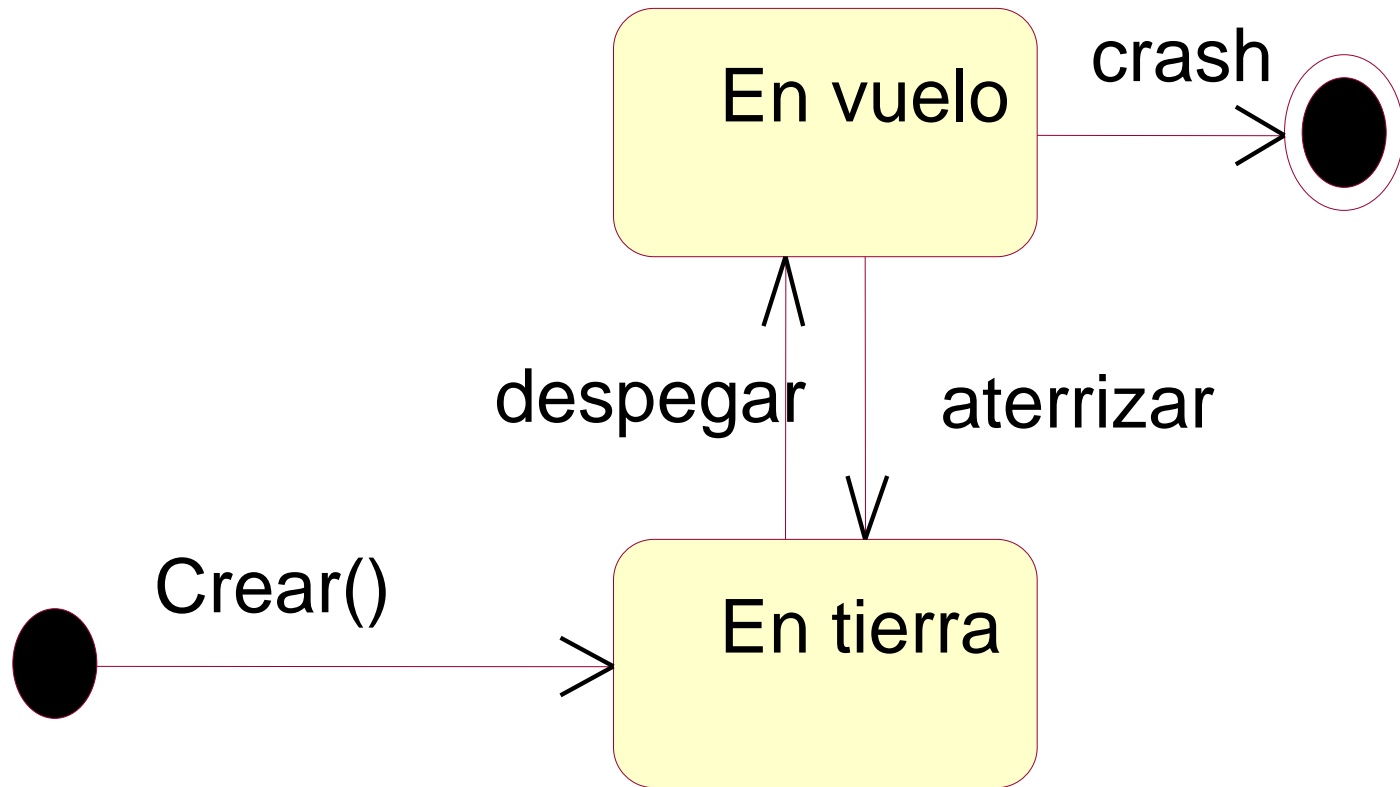 En vuelo
crash
despegar
aterrizar
Crear()
En tierra